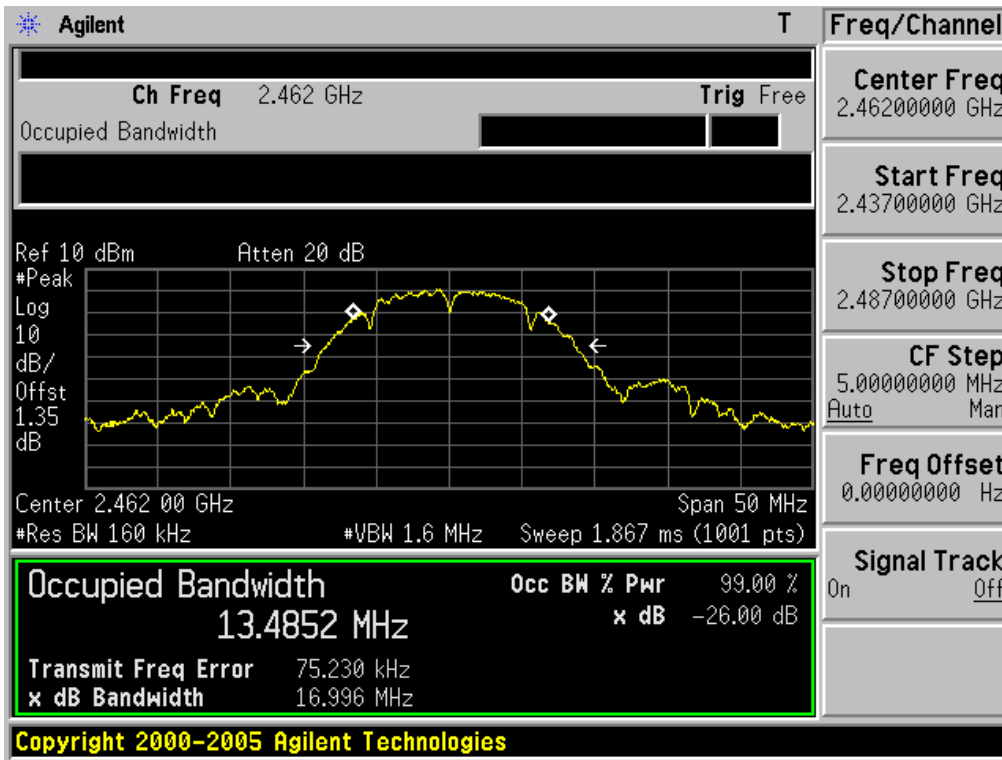 Agilent T
Ch Freq 2.462 GHz Trig Free
Occupied Bandwidth
Ref 10 dBm Atten 20 dB
#Peak
Log
10
dB/
Offst
1.35
dB
Center 2.462 00 GHz Span 50 MHz
#Res BW 160 kHz #VBW 1.6 MHz Sweep 1.867 ms (1001 pts)
Occupied Bandwidth
13.4852 MHz
Occ BW % Pwr 99.00 %
x dB -26.00 dB
Transmit Freq Error 75.230 kHz
x dB Bandwidth 16.996 MHz
Copyright 2000-2005 Agilent Technologies
Freq/Channel
Center Freq
2.46200000 GHz
Start Freq
2.43700000 GHz
Stop Freq
2.48700000 GHz
CF Step
5.00000000 MHz
Auto Man
Freq Offset
0.00000000 Hz
Signal Track
On Off